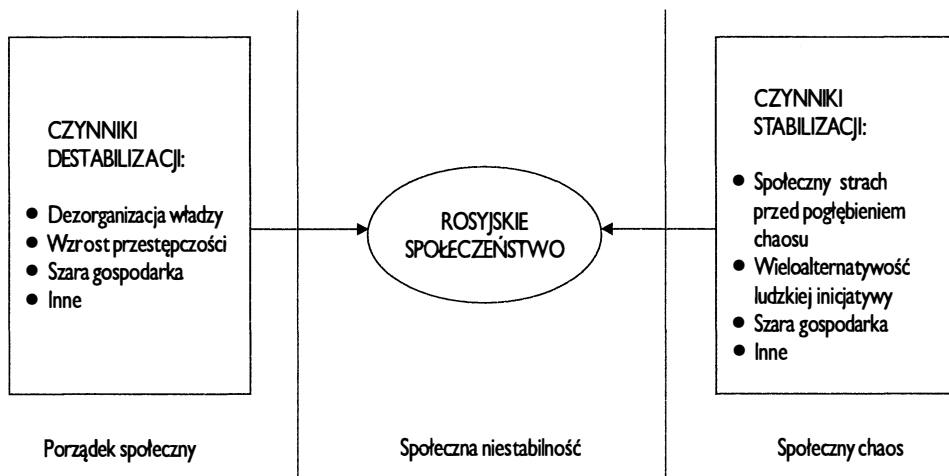 CZYNNIKI
DESTABILIZACJI:
● Dezorganizacja władzy
● Wzrost przestępczości
● Szara gospodarka
● Inne
ROSYJSKIE
SPOŁECZEŃSTWO
CZYNNIKI
STABILIZACJI:
● Społeczny strach
przed pogłębieniem
chaosu
● Wieloalternatywość
ludzkiej inicjatywy
● Szara gospodarka
● Inne
Porządek społeczny
Społeczna niestabilność
Społeczny chaos